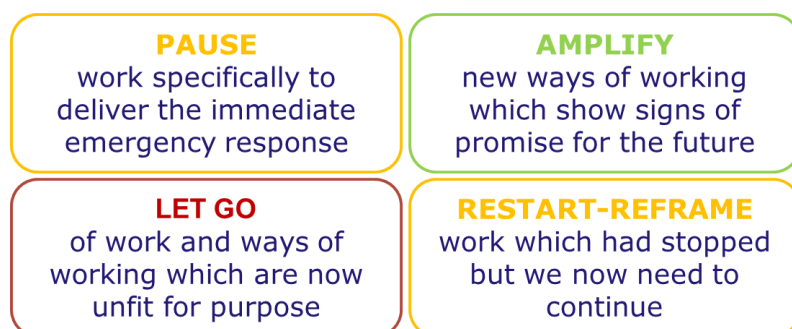 PAUSE
work specifically to
deliver the immediate
emergency response
AMPLIFY
new ways of working
which show signs of
promise for the future
LET GO
of work and ways of
working which are now
unfit for purpose
RESTART-REFRAME
work which had stopped
but we now need to
continue